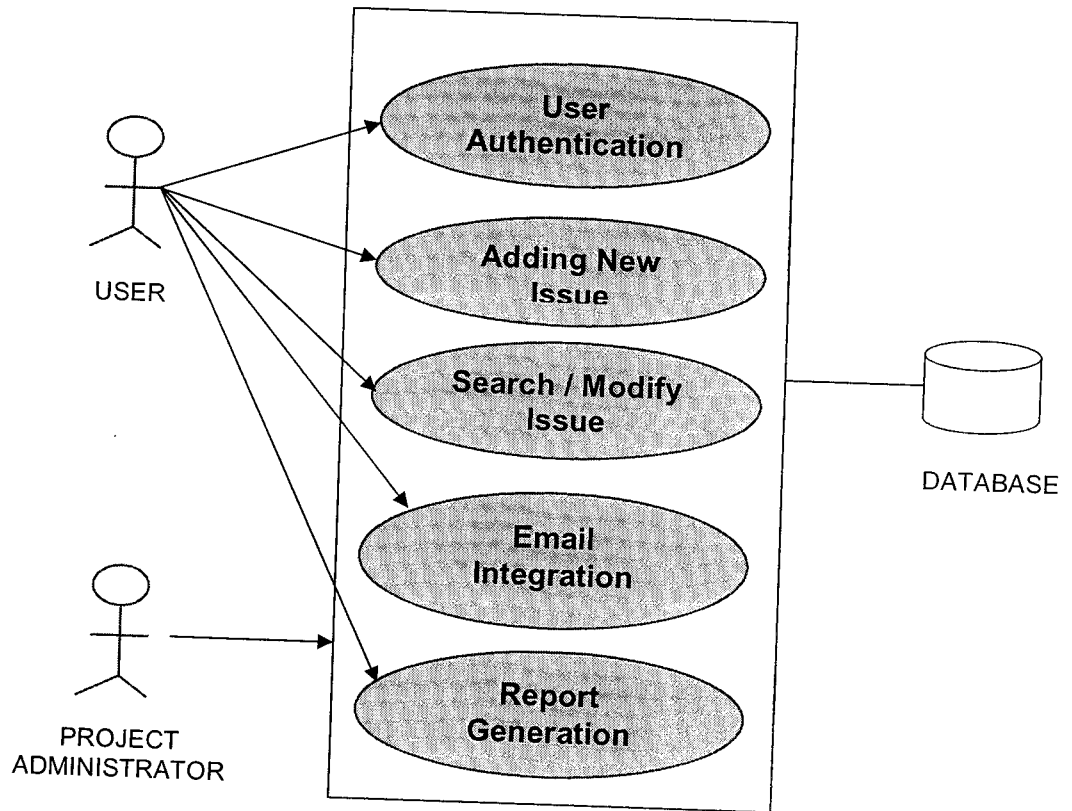 User
Authentication
USER
Adding New
Issue
Search / Modify
Issue
DATABASE
Email
Integration
PROJECT
ADMINISTRATOR
Report
Generation